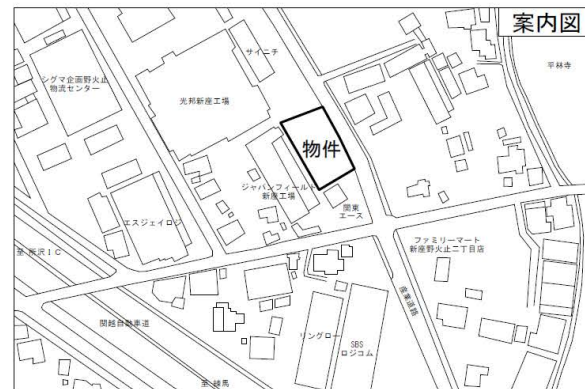 案内図
サイニチ
平林寺
シグマ企画野火止
物流センター
光邦新座工場
物件
ジャパンフィールド
新座工場
関東
エース
エスジェイロジ
ファミリーマート
新座野火止二丁目店
至 所沢IC
産業道路
関越自動車道
リングロー
SBS
ロジコム
至 練馬